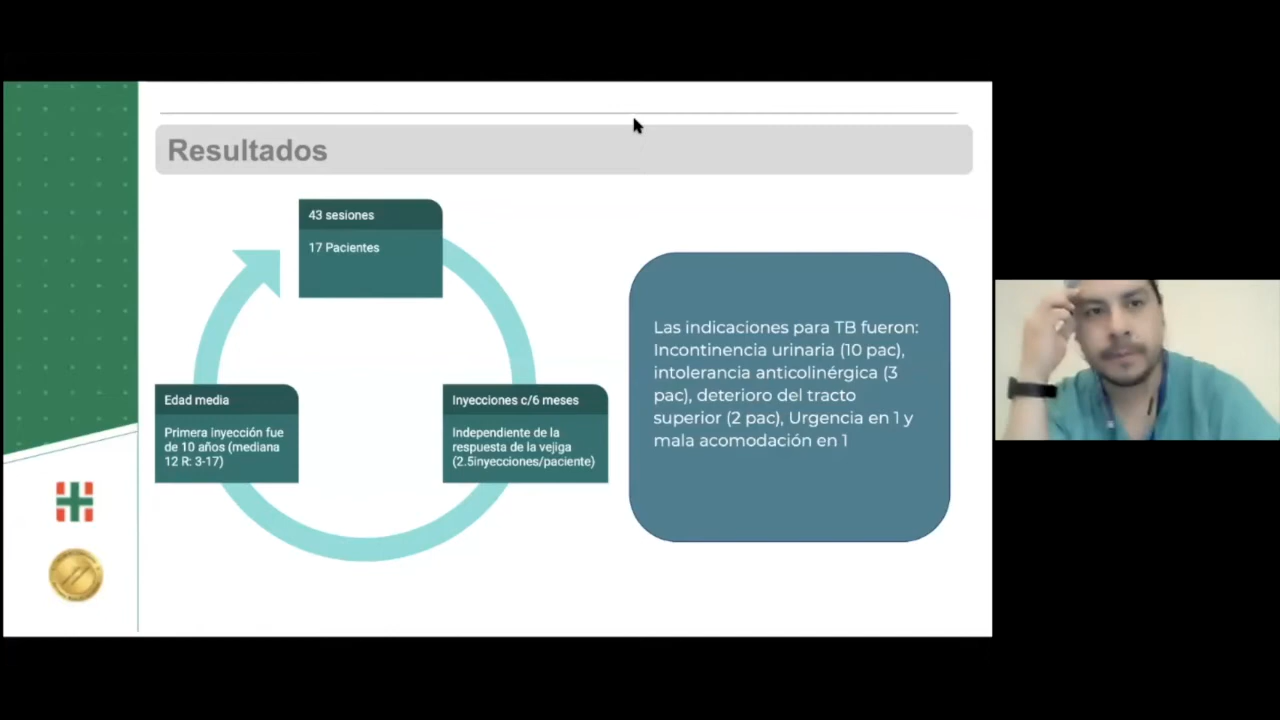 Resultados
43 sesiones
17 Pacientes
Edad media
Primera inyección fue
de 10 años (mediana
12 R: 3-17)
Inyecciones c/6 meses
Independiente de la
respuesta de la vejiga
(2.5inyecciones/paciente)
Las indicaciones para TB fueron:
Incontinencia urinaria (10 pac),
intolerancia anticolinérgica (3
pac), deterioro del tracto
superior (2 pac), Urgencia en 1 y
mala acomodación en 1